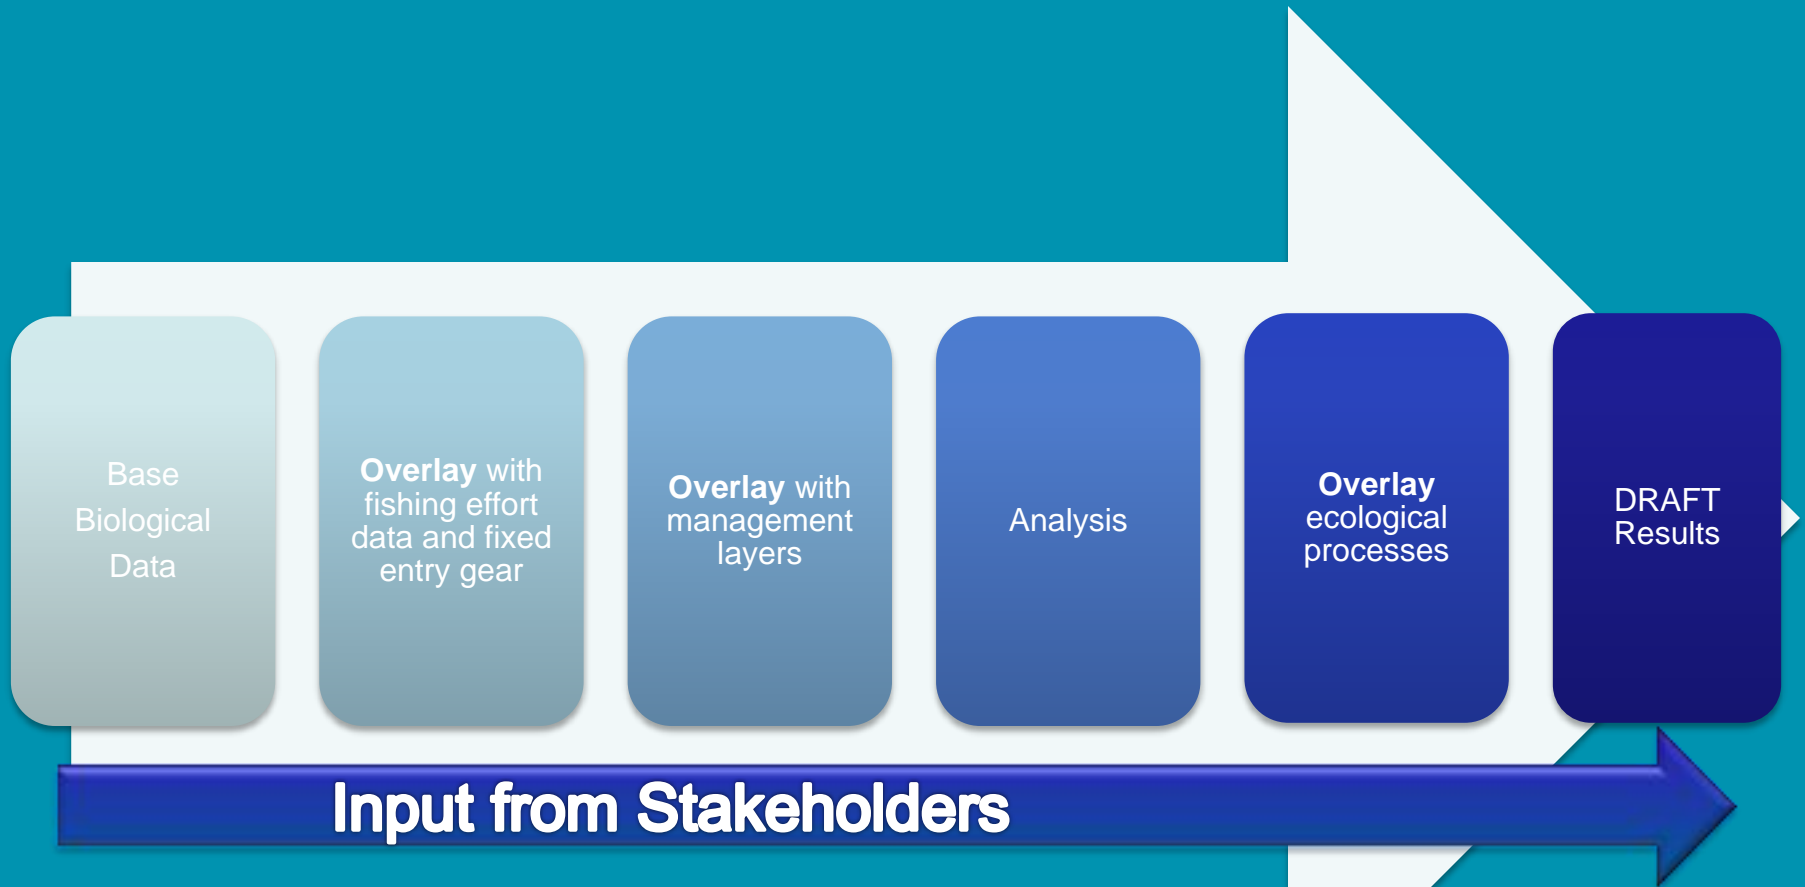 Base
Biological
Data
Overlay with
fishing effort
data and fixed
entry gear
Overlay with
management
layers
Analysis
Overlay
ecological
processes
DRAFT
Results
Input from Stakeholders